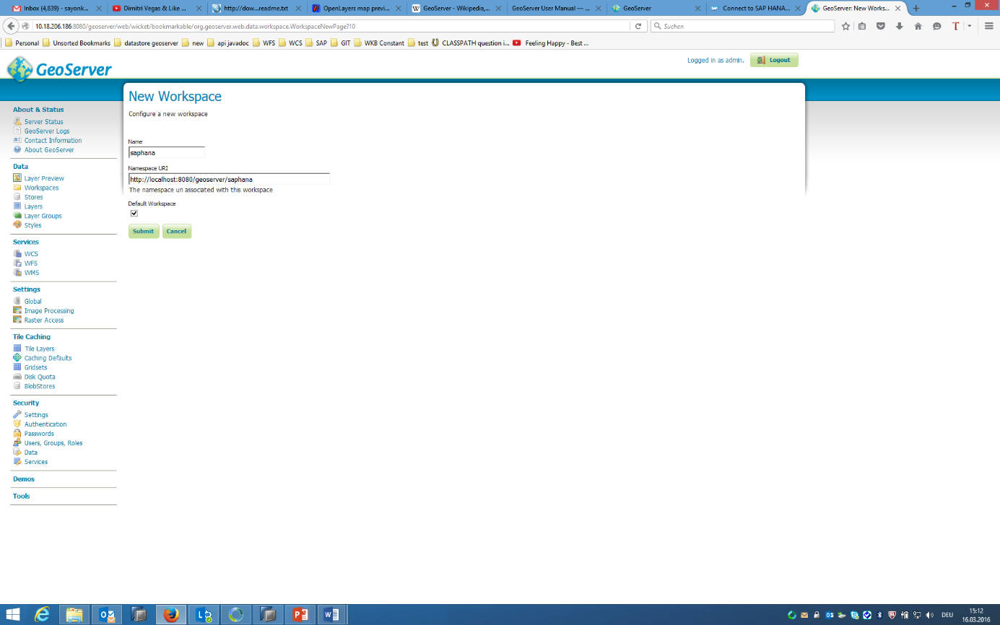 Inbox (4,839) - sayonk...
Dimitri Vegas & Like ...
http://dow...readme.txt
OpenLayers map previ...
GeoServer - Wikipedia,...
GeoServer User Manual — ...
GeoServer
Connect to SAP HANA...
GeoServer: New Works...
10.18.206.186:8080/geoserver/web/wicket/bookmarkable/org.geoserver.web.data.workspace.WorkspaceNewPage?10
Suchen
Personal Unsorted Bookmarks datastore geoserver new api javadoc WFS WCS SAP GIT WKB Constant test CLASSPATH question i... Feeling Happy - Best ...
GeoServer
Logged in as admin.
Logout
New Workspace
Configure a new workspace
Name
saphana
Namespace URI
http://localhost:8080/geoserver/saphana
The namespace uri associated with this workspace
Default Workspace
Submit Cancel
About & Status
Server Status
GeoServer Logs
Contact Information
About GeoServer
Data
Layer Preview
Workspaces
Stores
Layers
Layer Groups
Styles
Services
WCS
WFS
WMS
Settings
Global
Image Processing
Raster Access
Tile Caching
Tile Layers
Caching Defaults
Gridsets
Disk Quota
BlobStores
Security
Settings
Authentication
Passwords
Users, Groups, Roles
Data
Services
Demos
Tools
DEU
15:12
16.03.2016